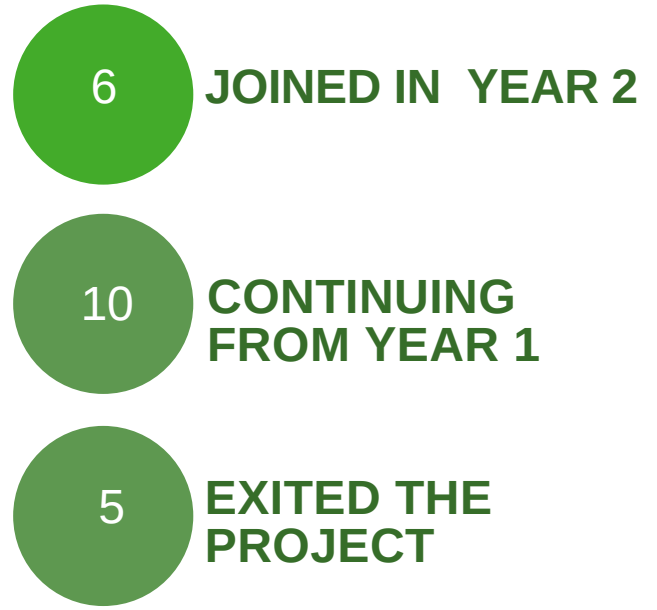 6
JOINED IN  YEAR 2
10
CONTINUING
FROM YEAR 1
5
EXITED THE
PROJECT